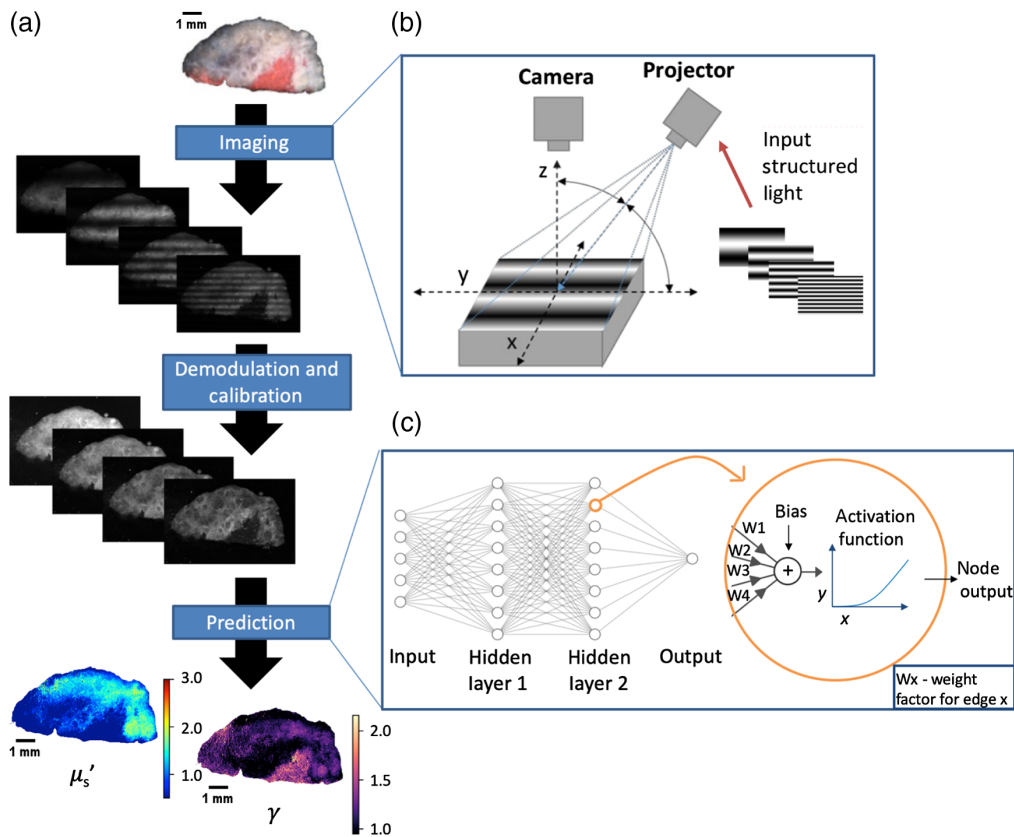 (a)
1 mm
Imaging
Demodulation and
calibration
Prediction
3.0
2.0
1.0
1 mm
μs’
2.0
1.5
1.0
1 mm
γ
(b)
Camera
Projector
Input
structured
light
z
y
x
(c)
Input
Hidden
layer 1
Hidden
layer 2
Output
Bias
W1
W2
W3
W4
+
Activation
function
y
x
Node
output
Wx - weight
factor for edge x